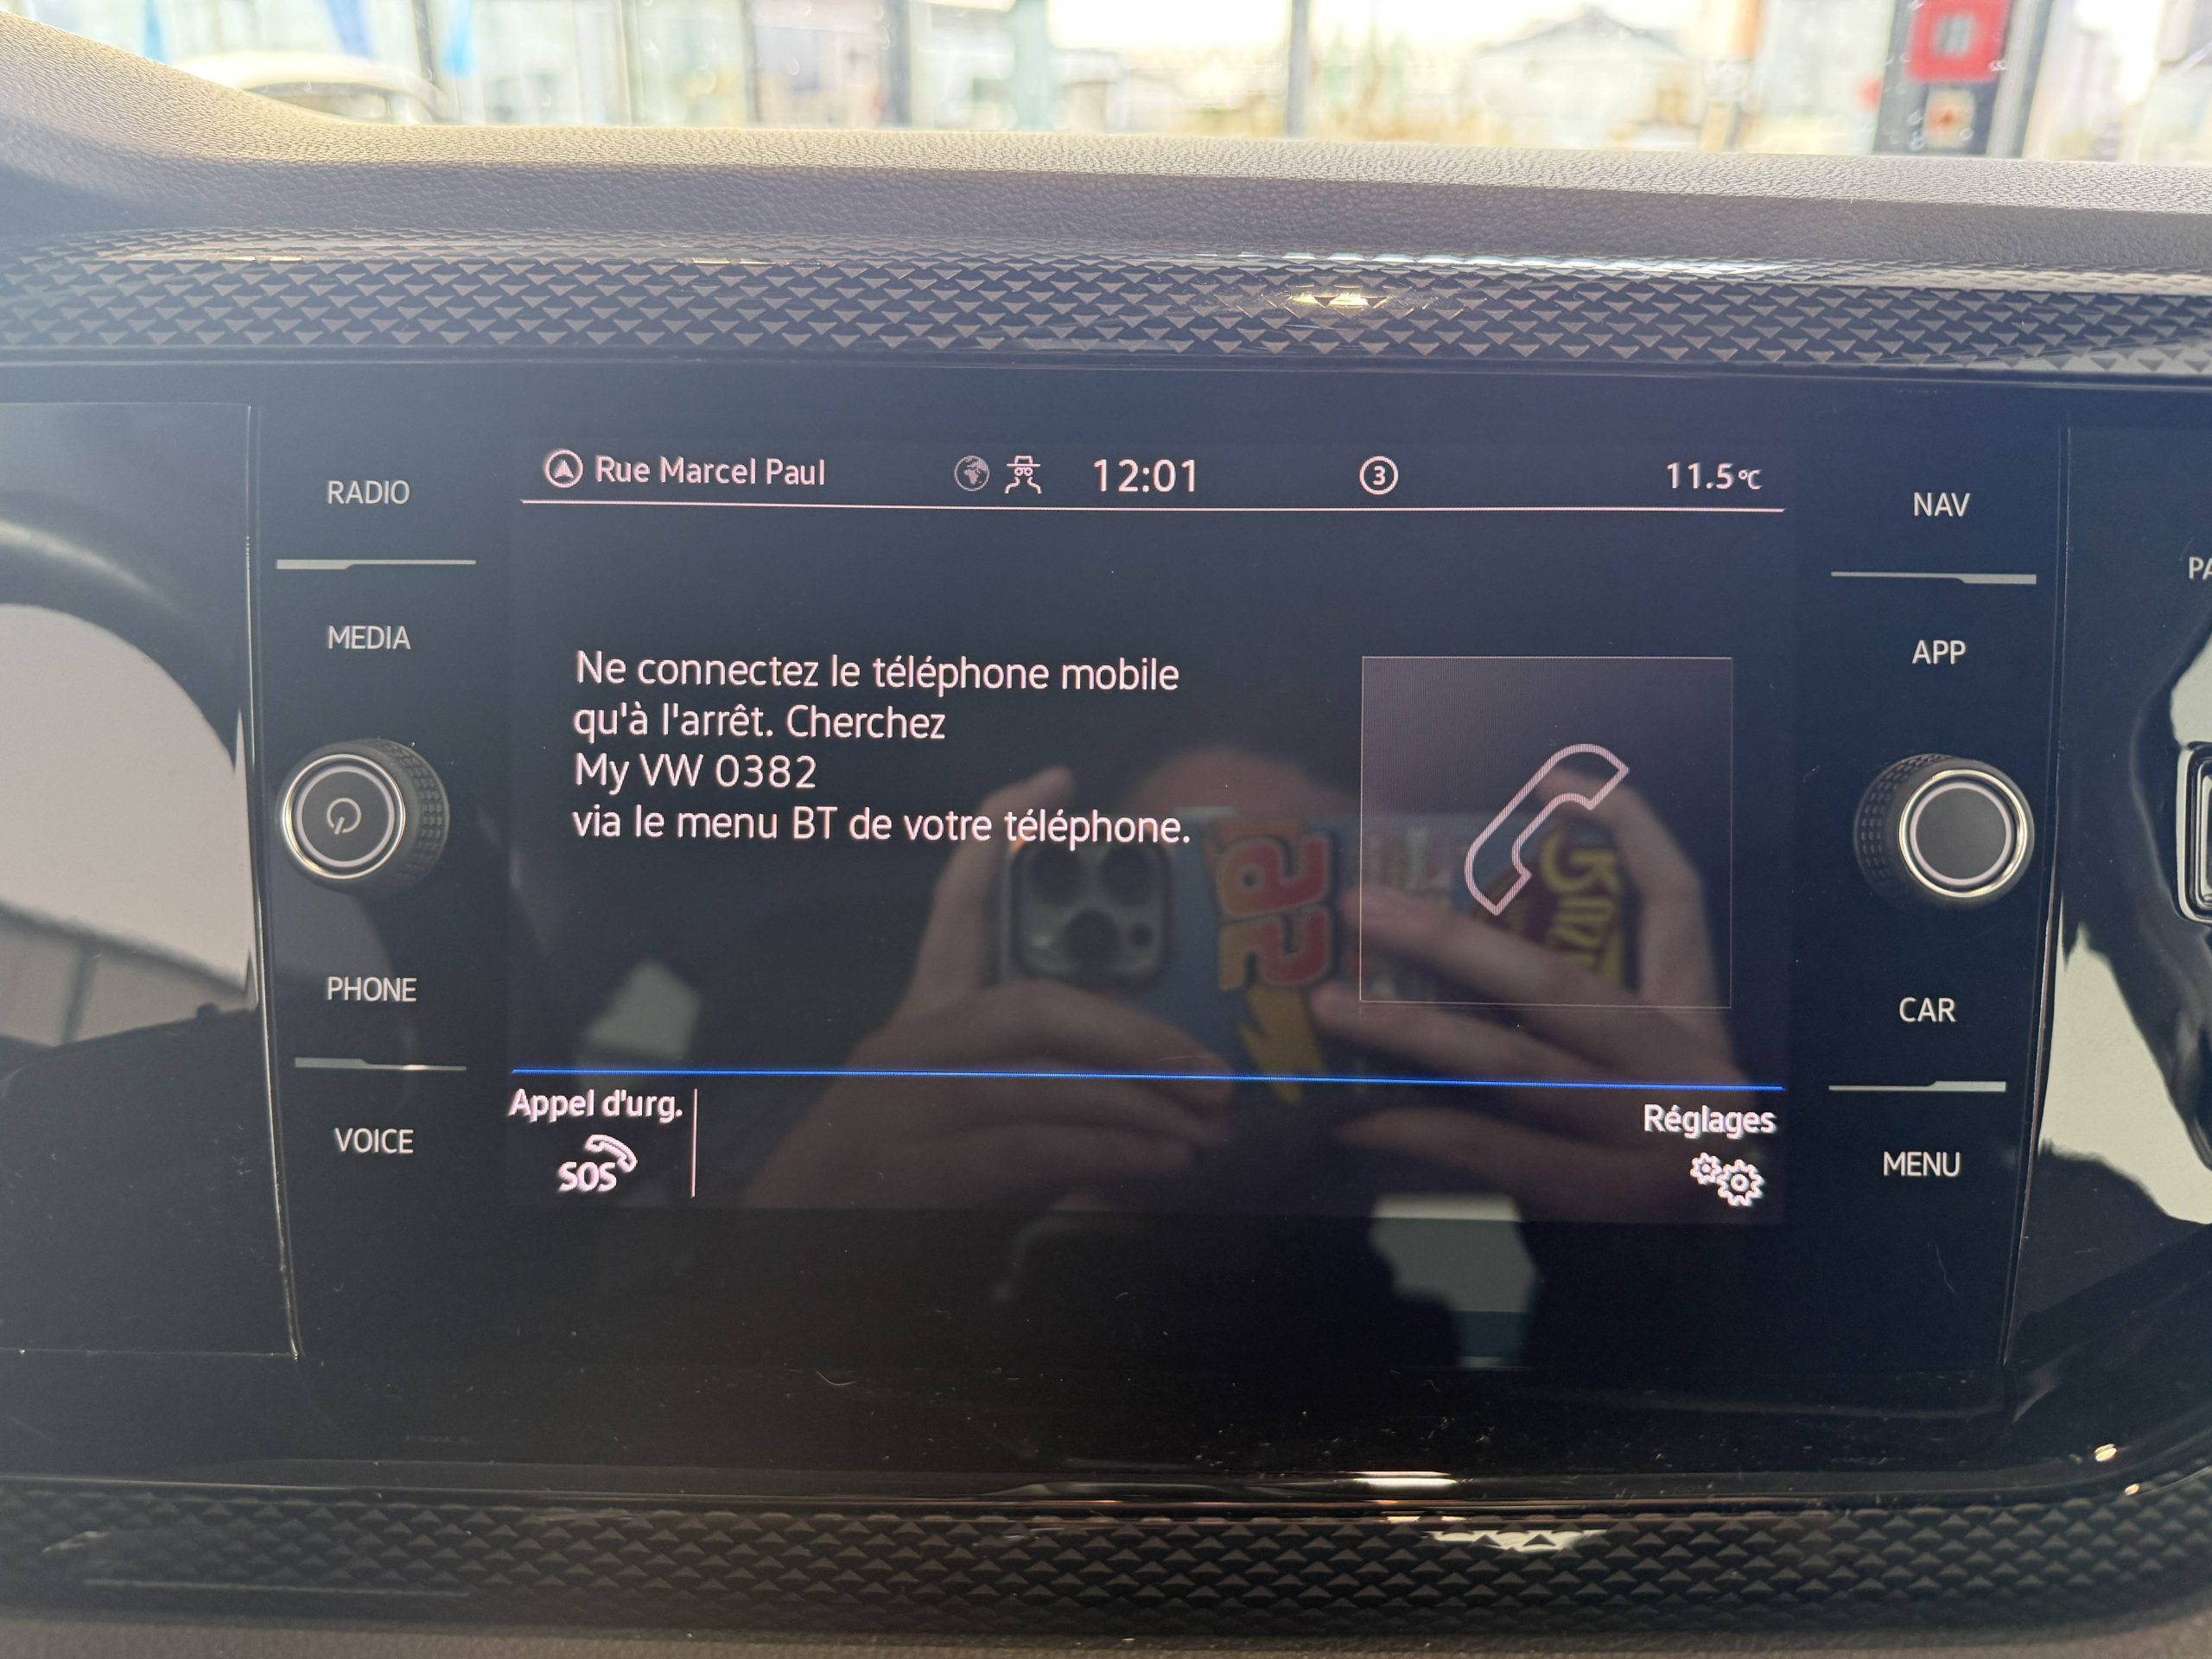 RADIO
MEDIA
PHONE
VOICE
Rue Marcel Paul
12:01
3
11.5°C
Ne connectez le téléphone mobile
qu'à l'arrêt. Cherchez
My VW 0382
via le menu BT de votre téléphone.
Appel d'urg.
SOS
Réglages
NAV
APP
CAR
MENU
PA